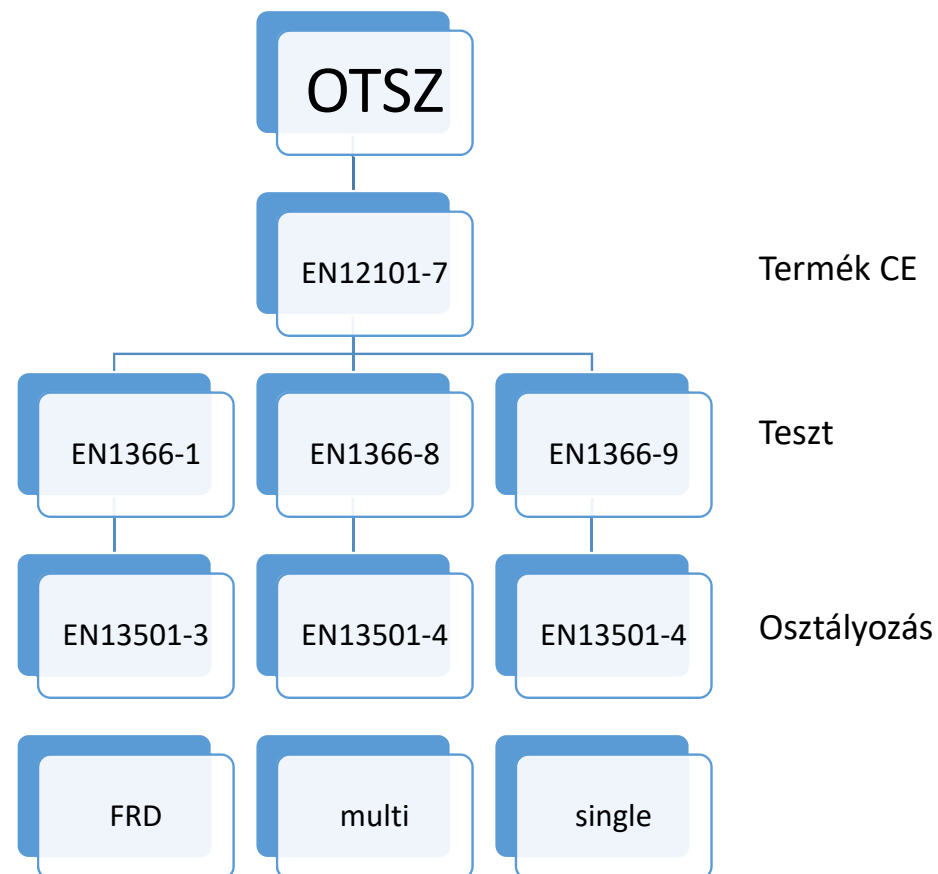 OTSZ
EN12101-7
Termék CE
EN1366-1
EN1366-8
EN1366-9
Teszt
EN13501-3
EN13501-4
EN13501-4
Osztályozás
FRD
multi
single